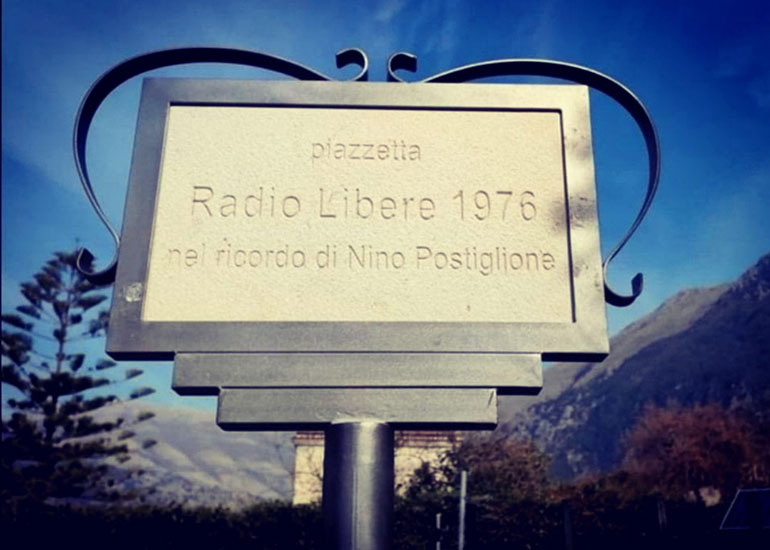 piazzetta
Radio Libere 1976
nel ricordo di Nino Postiglione